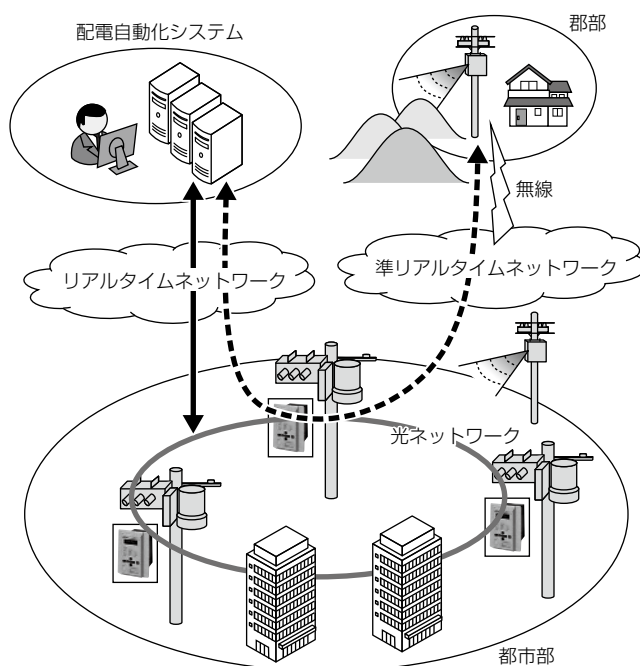 配電自動化システム
郡部
無線
リアルタイムネットワーク
準リアルタイムネットワーク
光ネットワーク
都市部